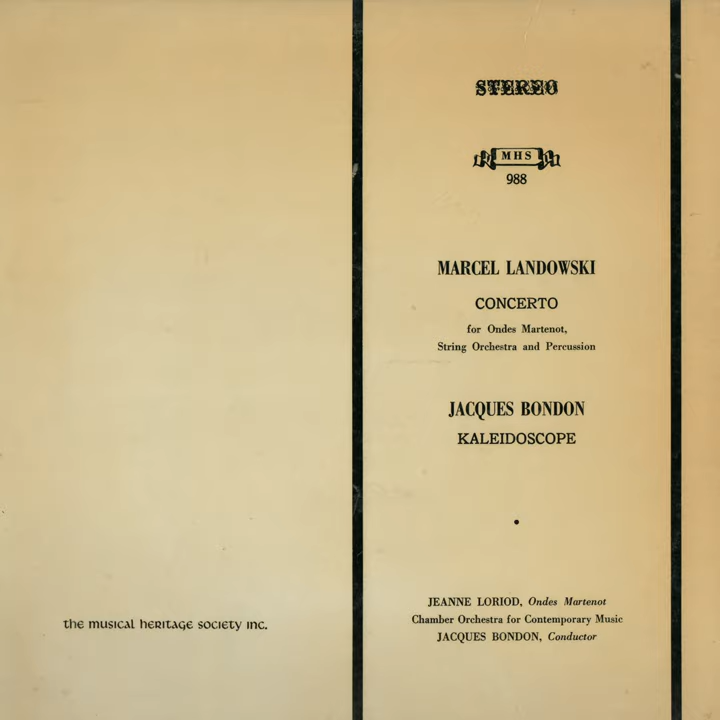 STEREO
MHS
988
MARCEL LANDOWSKI
CONCERTO
for Ondes Martenot,
String Orchestra and Percussion
JACQUES BONDON
KALEIDOSCOPE
JEANNE LORIOD, Ondes Martenot
Chamber Orchestra for Contemporary Music
JACQUES BONDON, Conductor
the musical heritage society inc.